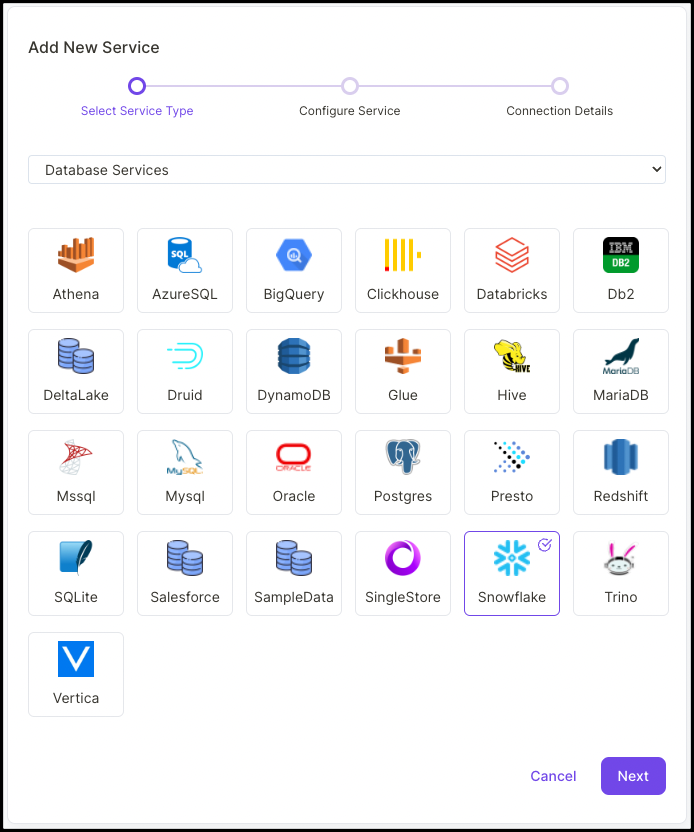 Add New Service
Select Service Type Configure Service Connection Details
Database Services
SQL IBM DB2
Athena AzureSQL BigQuery Clickhouse Databricks Db2
HIVE MariaDB
DeltaLake Druid DynamoDB Glue Hive MariaDB
MySQL ORACLE
Mssql Mysql Oracle Postgres Presto Redshift
SQLite Salesforce SampleData SingleStore Snowflake Trino
Vertica
Cancel Next